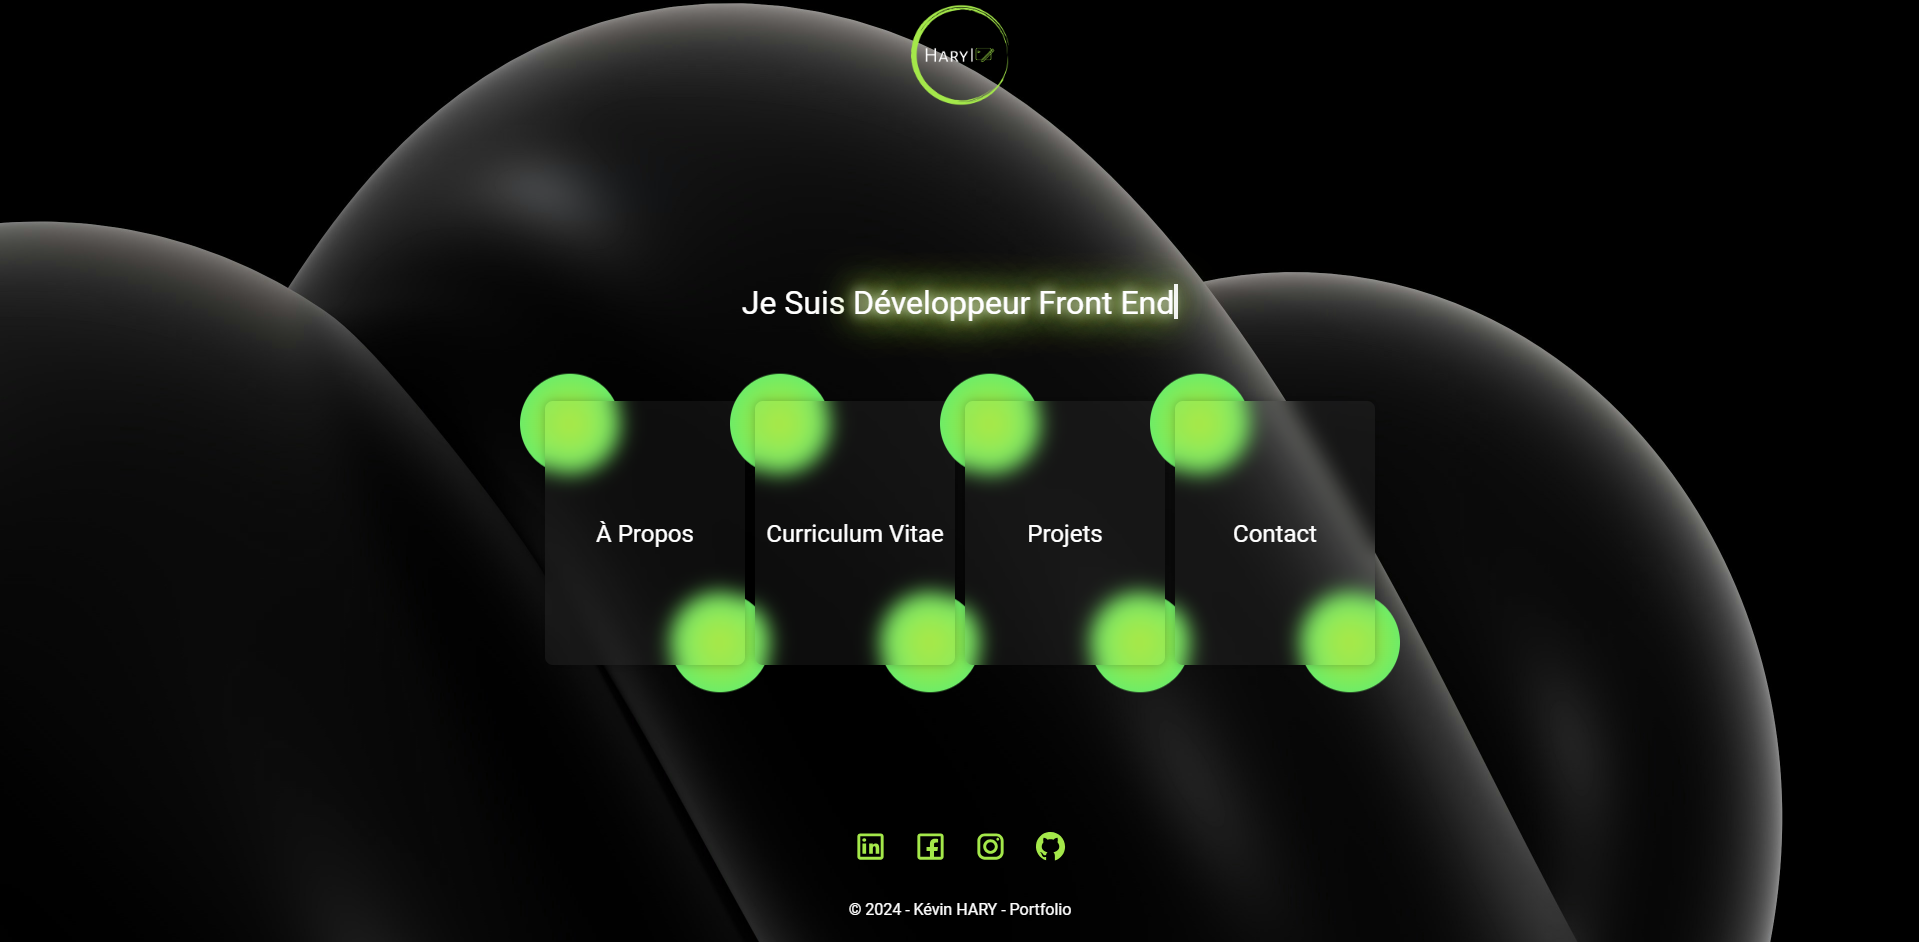 HARY
Je Suis Développeur Front End
À Propos
Curriculum Vitae
Projets
Contact
© 2024 - Kévin HARY - Portfolio